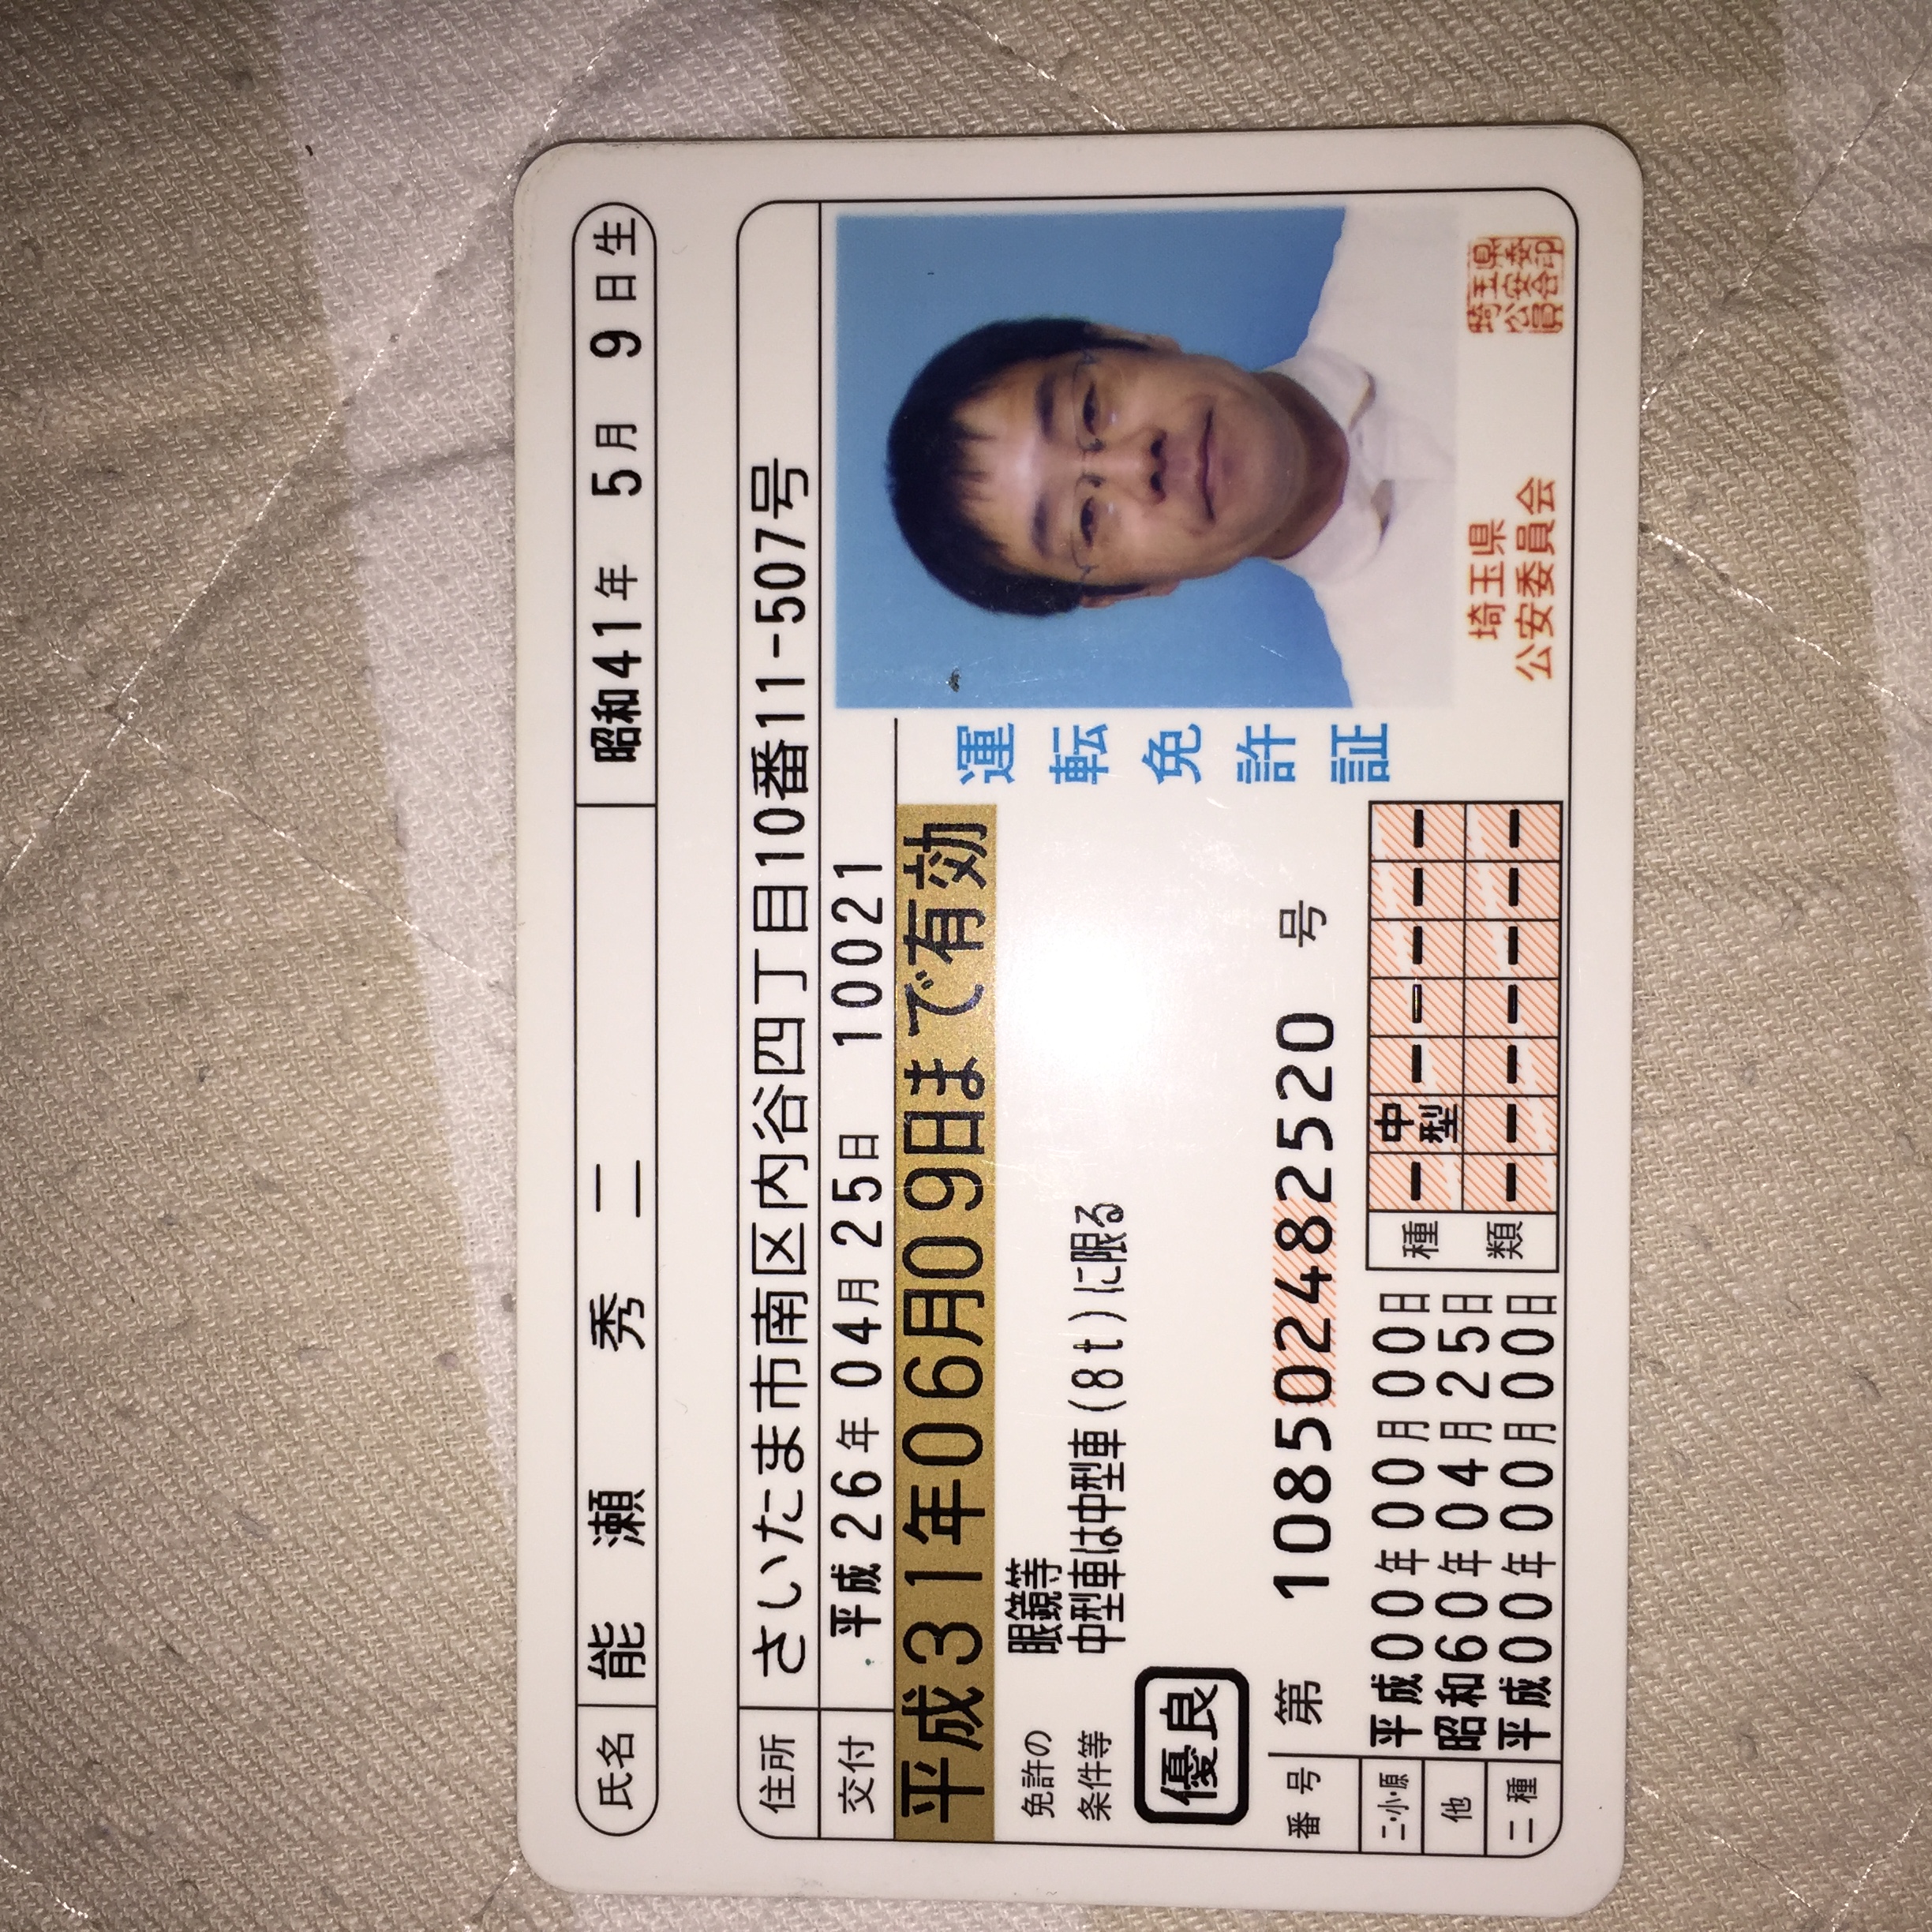 氏名 能瀬 秀二 昭和41年 5月 9日生
住所 さいたま市南区内谷四丁目10番11-507号
交付 平成26年04月25日 10021
平成31年06月09日まで有効
免許の 眼鏡等
条件等 中型車は中型車(8t)に限る
優良
番号 第 108502482520 号
二・小・原 平成00年00月00日
他 昭和60年04月25日
二種 平成00年00月00日
種類 ー 中型 ー ー ー ー ー
ー ー ー ー ー ー ー
運転免許証
埼玉県
公安委員会
埼玉県公安委員会印